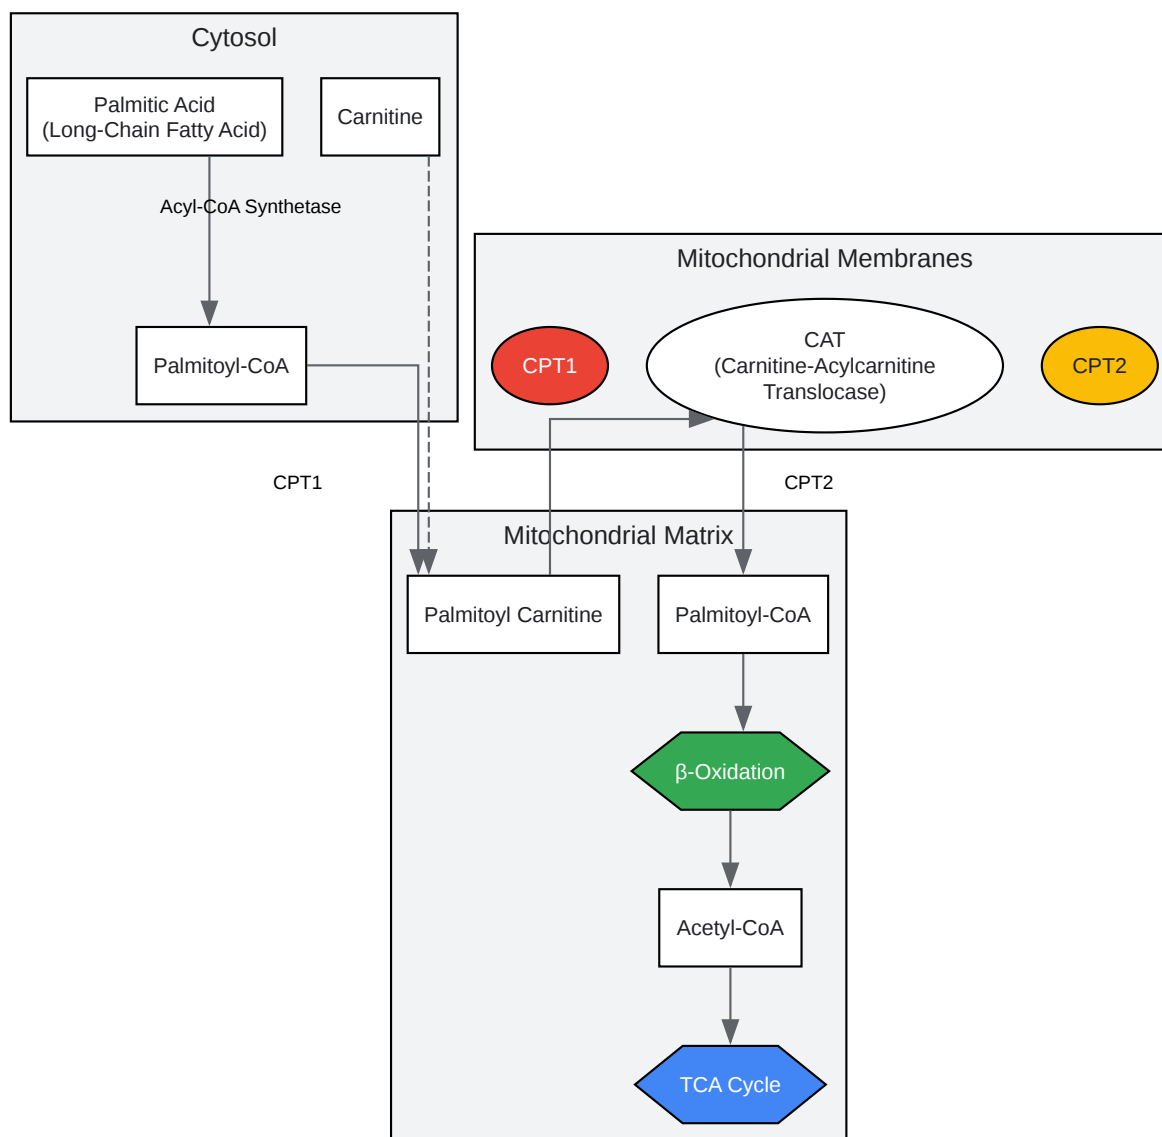 Cytosol
Palmitic Acid
(Long-Chain Fatty Acid)
Carnitine
Acyl-CoA Synthetase
Palmitoyl-CoA
Mitochondrial Membranes
CPT1
CAT
(Carnitine-Acylcarnitine
Translocase)
CPT2
CPT1
CPT2
Mitochondrial Matrix
Palmitoyl Carnitine
Palmitoyl-CoA
β-Oxidation
Acetyl-CoA
TCA Cycle